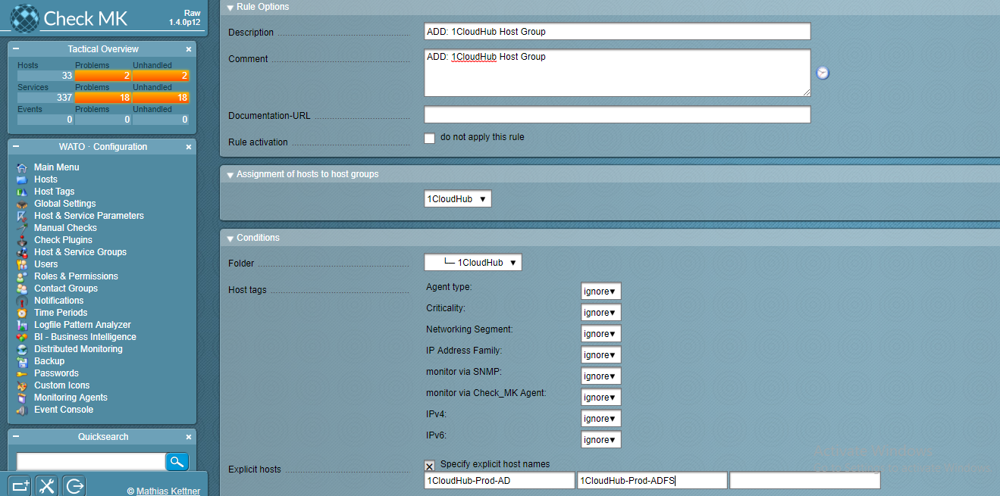 Check MK
Raw
1.4.0p12
Tactical Overview
Hosts Problems Unhandled
33 2 2
Services Problems Unhandled
337 18 18
Events Problems Unhandled
0 0 0
WATO - Configuration
Main Menu
Hosts
Host Tags
Global Settings
Host & Service Parameters
Manual Checks
Check Plugins
Host & Service Groups
Users
Roles & Permissions
Contact Groups
Notifications
Time Periods
Logfile Pattern Analyzer
BI - Business Intelligence
Distributed Monitoring
Backup
Passwords
Custom Icons
Monitoring Agents
Event Console
Quicksearch
© Mathias Kettner
Rule Options
Description ADD: 1CloudHub Host Group
Comment ADD: 1CloudHub Host Group
Documentation-URL
Rule activation do not apply this rule
Assignment of hosts to host groups
1CloudHub
Conditions
Folder 1CloudHub
Host tags Agent type: ignore
Criticality: ignore
Networking Segment: ignore
IP Address Family: ignore
monitor via SNMP: ignore
monitor via Check_MK Agent: ignore
IPv4: ignore
IPv6: ignore
Explicit hosts Specify explicit host names
1CloudHub-Prod-AD 1CloudHub-Prod-ADFS
Activate Windows
to activate Windows.